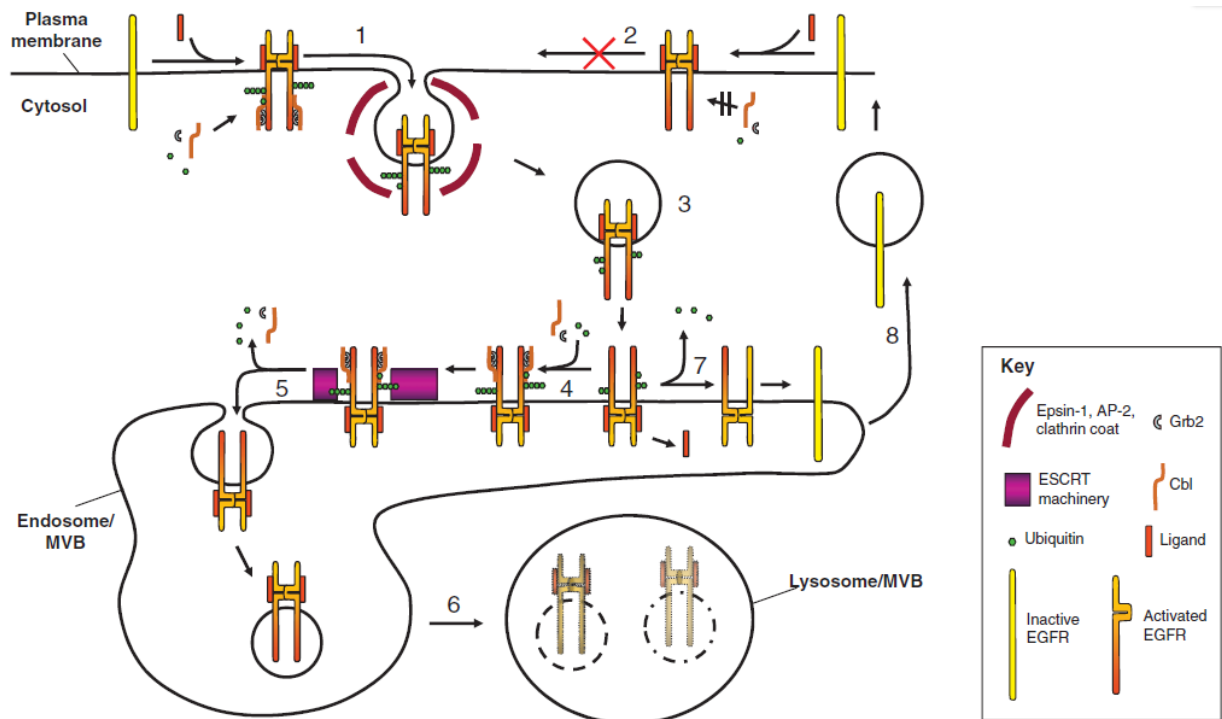 Plasma
membrane
Cytosol
1
2
3
4
5
7
8
Endosome/
MVB
6
Lysosome/MVB
Key
Epsin-1, AP-2,
clathrin coat
Grb2
ESCRT
machinery
Cbl
Ubiquitin
Ligand
Inactive
EGFR
Activated
EGFR